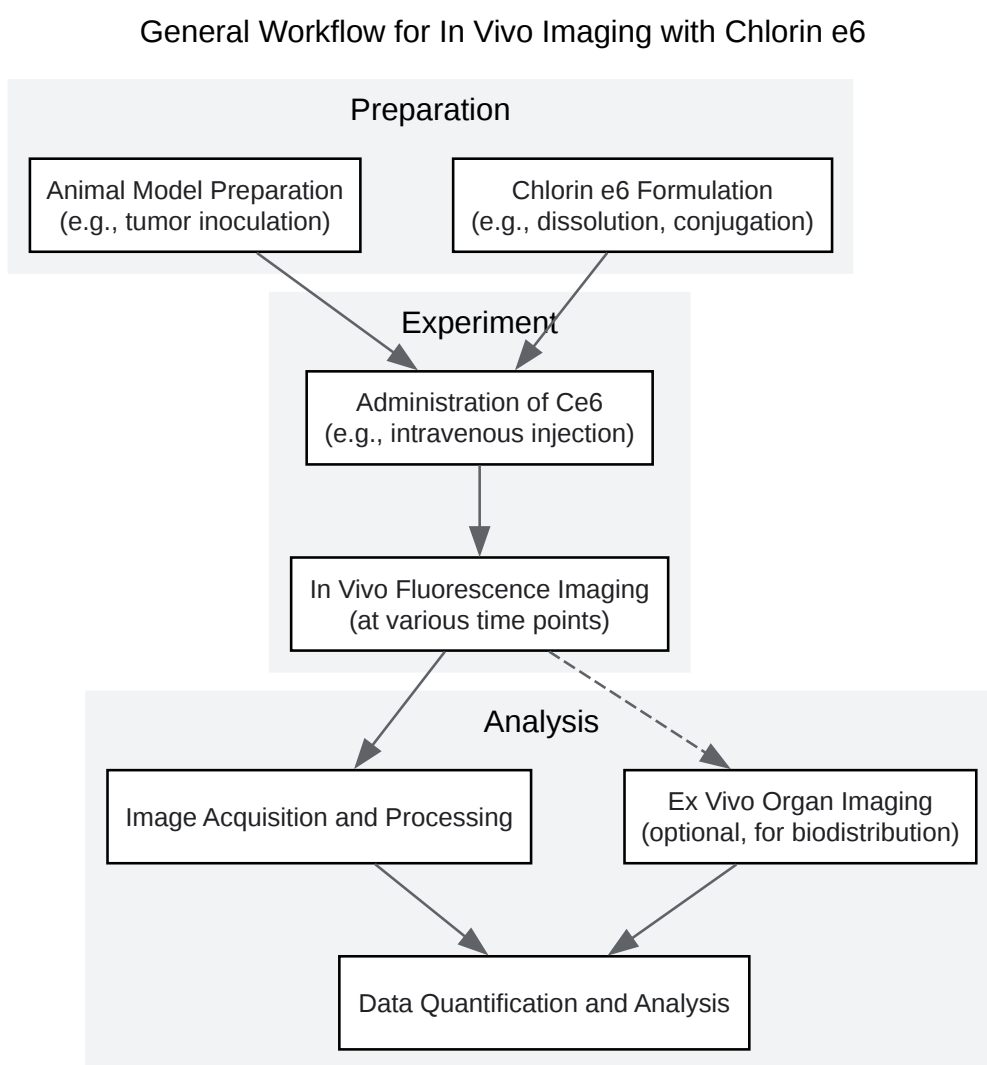 General Workflow for In Vivo Imaging with Chlorin e6
Preparation
Animal Model Preparation
(e.g., tumor inoculation)
Chlorin e6 Formulation
(e.g., dissolution, conjugation)
Experiment
Administration of Ce6
(e.g., intravenous injection)
In Vivo Fluorescence Imaging
(at various time points)
Analysis
Image Acquisition and Processing
Ex Vivo Organ Imaging
(optional, for biodistribution)
Data Quantification and Analysis